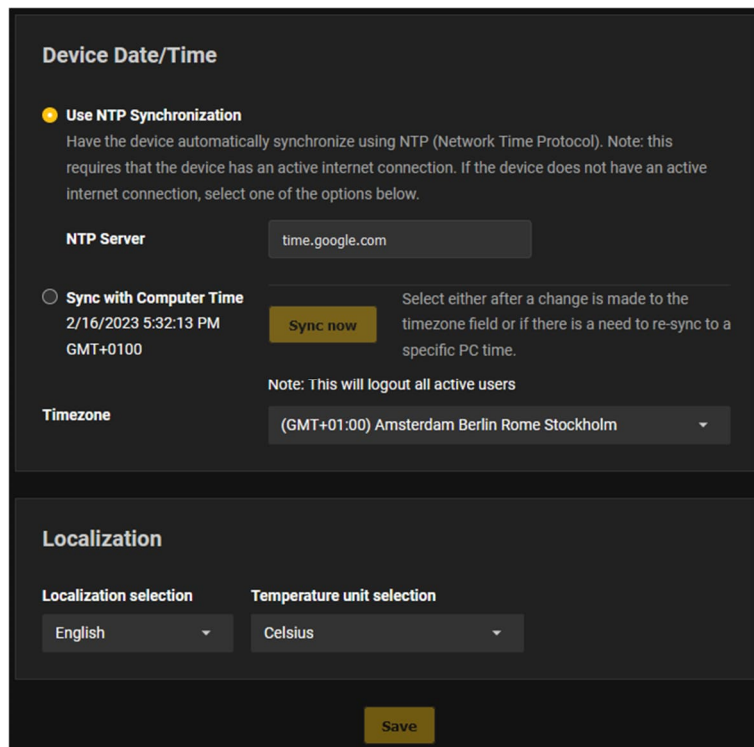 Device Date/Time
Use NTP Synchronization
Have the device automatically synchronize using NTP (Network Time Protocol). Note: this
requires that the device has an active internet connection. If the device does not have an active
internet connection, select one of the options below.
NTP Server
time.google.com
Sync with Computer Time
2/16/2023 5:32:13 PM
GMT+0100
Sync now
Select either after a change is made to the
timezone field or if there is a need to re-sync to a
specific PC time.
Note: This will logout all active users
Timezone
(GMT+01:00) Amsterdam Berlin Rome Stockholm
Localization
Localization selection
English
Temperature unit selection
Celsius
Save